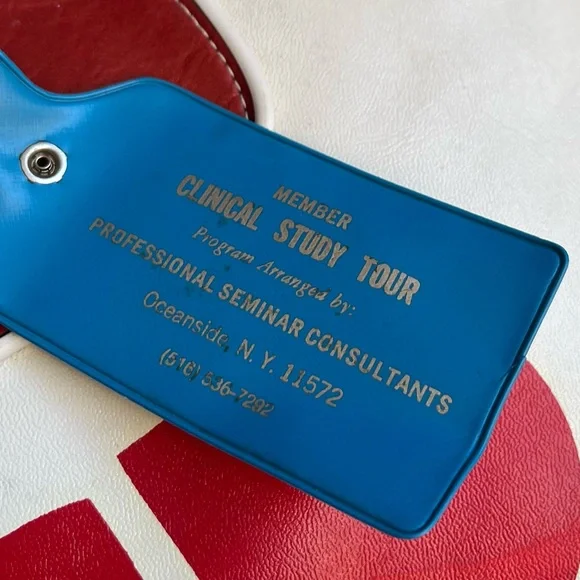 MEMBER
CLINICAL STUDY TOUR
Program Arranged by:
PROFESSIONAL SEMINAR CONSULTANTS
Oceanside, N. Y. 11572
(516) 536-7292